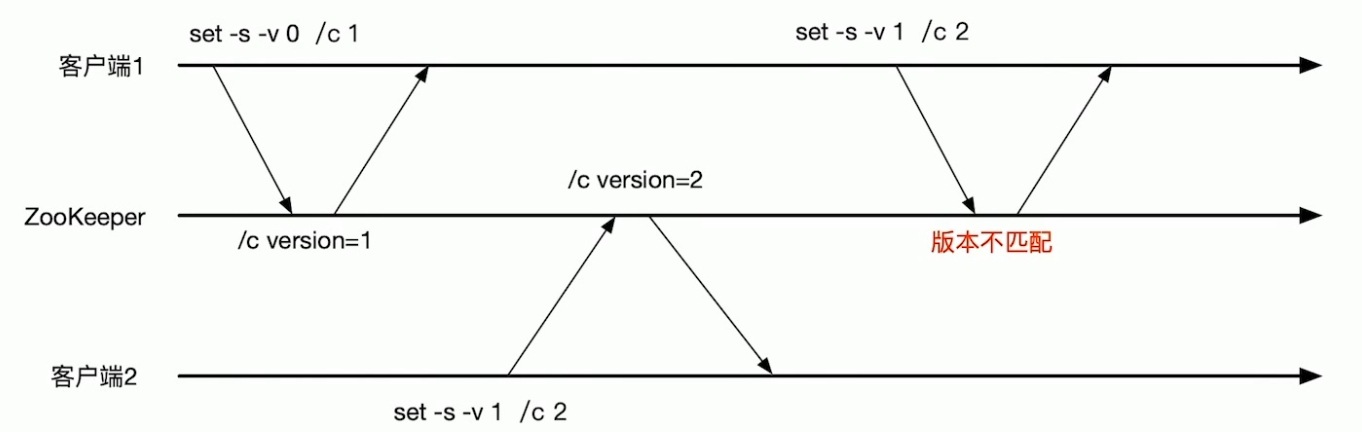 set -s -v 0 /c 1
set -s -v 1 /c 2
客户端1
/c version=2
ZooKeeper
/c version=1
版本不匹配
客户端2
set -s -v 1 /c 2